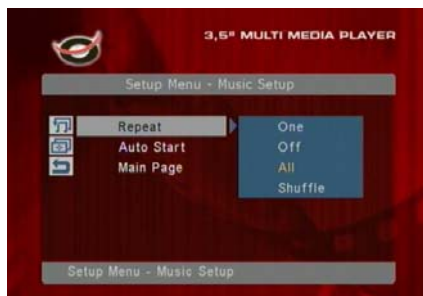 3,5" MULTI MEDIA PLAYER
Setup Menu - Music Setup
Repeat
Auto Start
Main Page
One
Off
All
Shuffle
Setup Menu - Music Setup